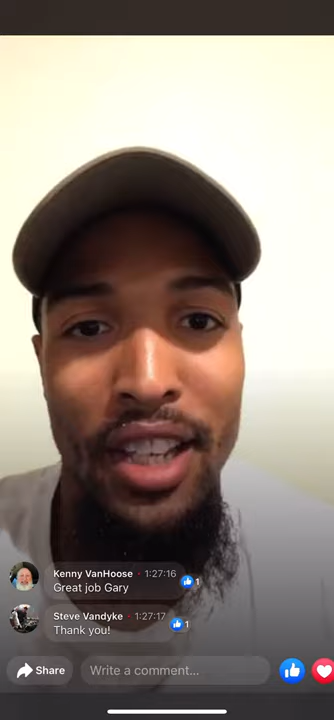 Kenny VanHoose · 1:27:16
Great job Gary
1
Steve Vandyke · 1:27:17
Thank you!
1
Share
Write a comment...